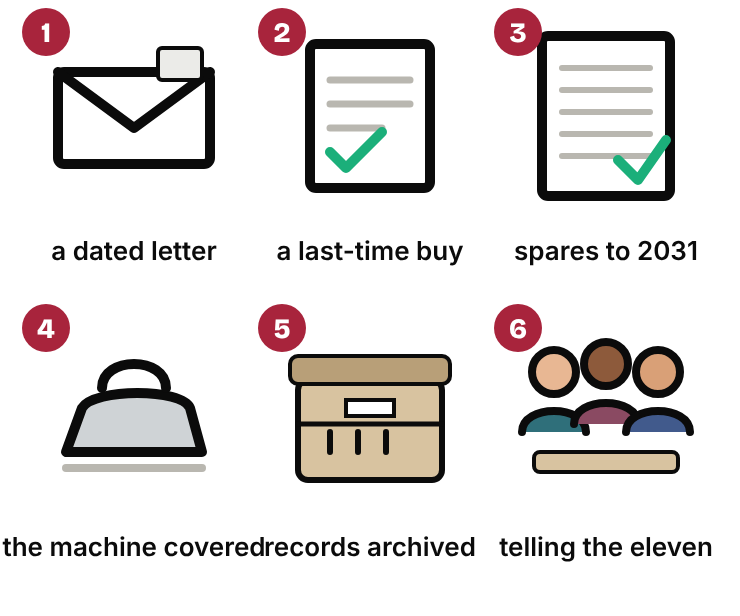 1
2
3
a dated letter
a last-time buy
spares to 2031
4
5
6
the machine covered
records archived
telling the eleven